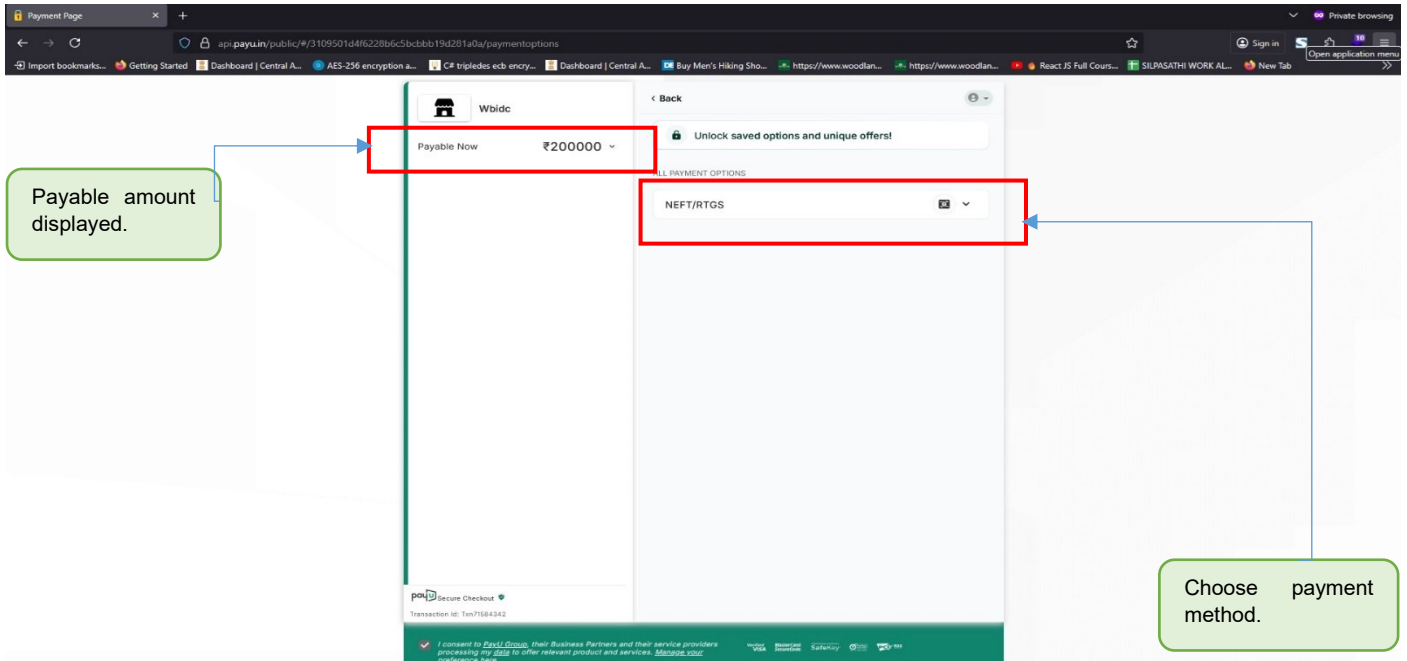 Payment Page
Private browsing
api.payu.in/public/#/3109501d4f6228b6c5bcbbb19d281a0a/paymentoptions
Sign in
10
Open application menu
Import bookmarks... Getting Started Dashboard | Central A... AES-256 encryption a... C# tripledes ecb encry... Dashboard | Central A... Buy Men's Hiking Sho... https://www.woodlan... https://www.woodlan... React JS Full Cours... SILPASATHI WORK AL... New Tab
Wbidc
< Back
Unlock saved options and unique offers!
Payable Now ₹200000
ALL PAYMENT OPTIONS
NEFT/RTGS
Payable amount
displayed.
Choose payment
method.
payU Secure Checkout
Transaction Id: Txn71584342
I consent to PayU Group, their Business Partners and their service providers
processing my data to offer relevant product and services. Manage your
preference here
VISA
SafeKey